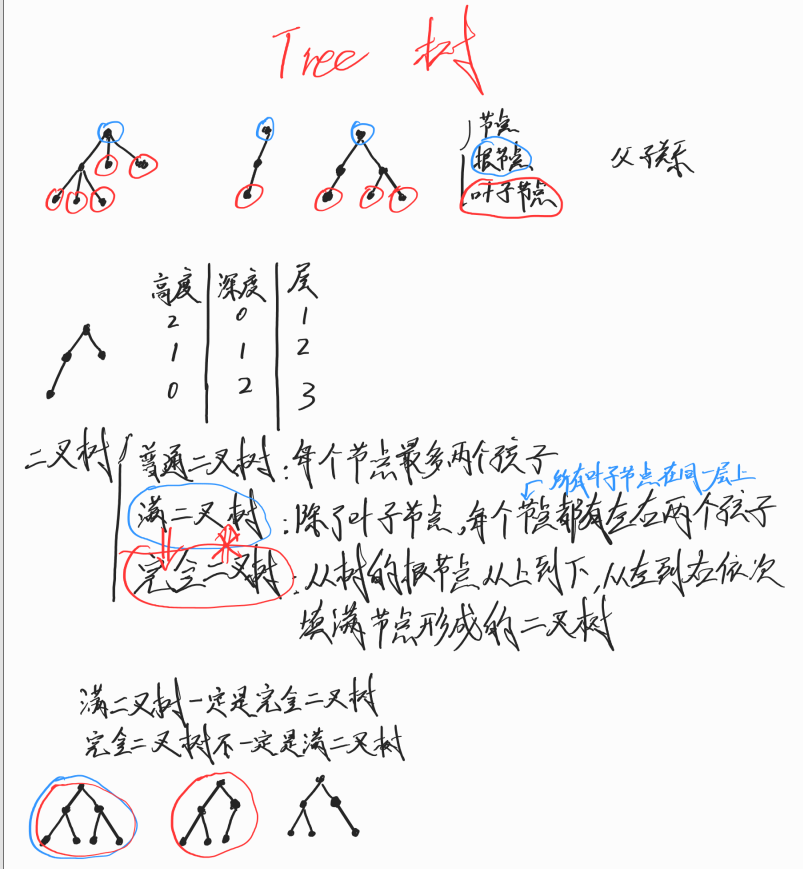 Tree 树
节点
根节点
叶子节点
父子关系
高度 深度 层
2 0 1
1 1 2
0 2 3
二叉树
普通二叉树：每个节点最多两个孩子
所有叶子节点在同一层上
满二叉树：除了叶子节点，每个节点都有左右两个孩子
完全二叉树：从树的根节点从上到下，从左到右依次
填满节点形成的二叉树
满二叉树一定是完全二叉树
完全二叉树不一定是满二叉树